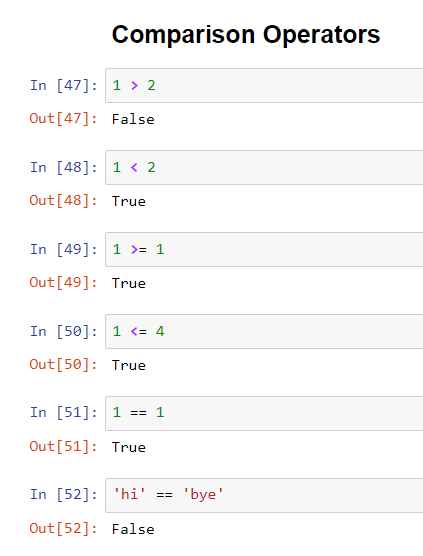 Comparison Operators
In [47]: 1 > 2
Out[47]: False
In [48]: 1 < 2
Out[48]: True
In [49]: 1 >= 1
Out[49]: True
In [50]: 1 <= 4
Out[50]: True
In [51]: 1 == 1
Out[51]: True
In [52]: 'hi' == 'bye'
Out[52]: False